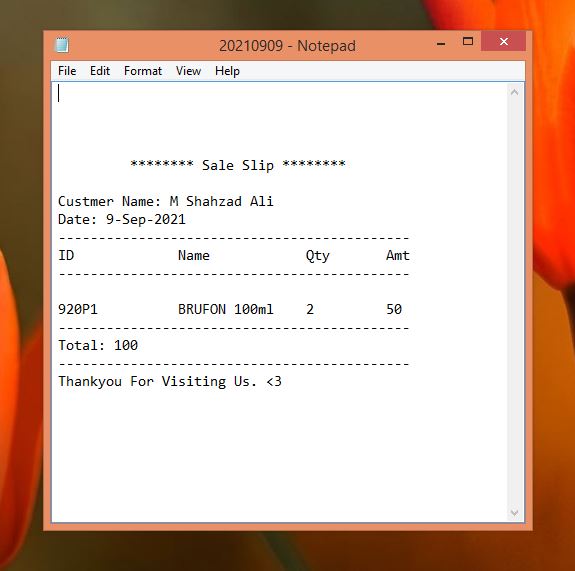 20210909 - Notepad
File Edit Format View Help
******** Sale Slip ********
Custmer Name: M Shahzad Ali
Date: 9-Sep-2021
--------------------------------------------
ID Name Qty Amt
--------------------------------------------
920P1 BRUFON 100ml 2 50
--------------------------------------------
Total: 100
--------------------------------------------
Thankyou For Visiting Us. <3